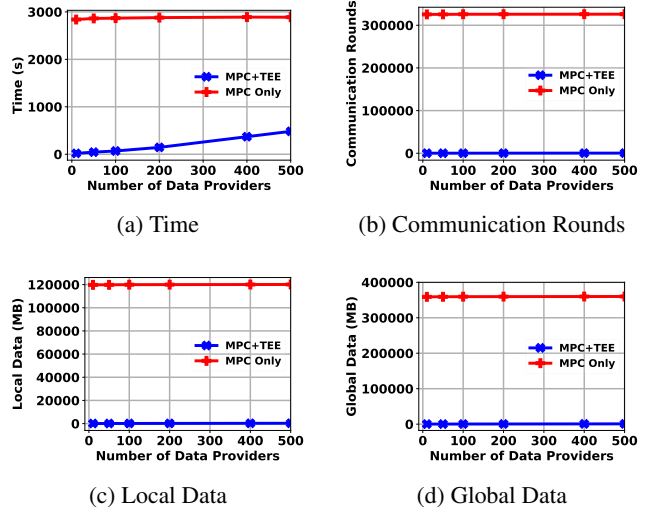 3000
2000
1000
0
Time (s)
MPC+TEE
MPC Only
0 100 200 300 400 500
Number of Data Providers
(a) Time
300000
200000
100000
0
Communication Rounds
MPC+TEE
MPC Only
0 100 200 300 400 500
Number of Data Providers
(b) Communication Rounds
120000
100000
80000
60000
40000
20000
0
Local Data (MB)
MPC+TEE
MPC Only
0 100 200 300 400 500
Number of Data Providers
(c) Local Data
400000
300000
200000
100000
0
Global Data (MB)
MPC+TEE
MPC Only
0 100 200 300 400 500
Number of Data Providers
(d) Global Data